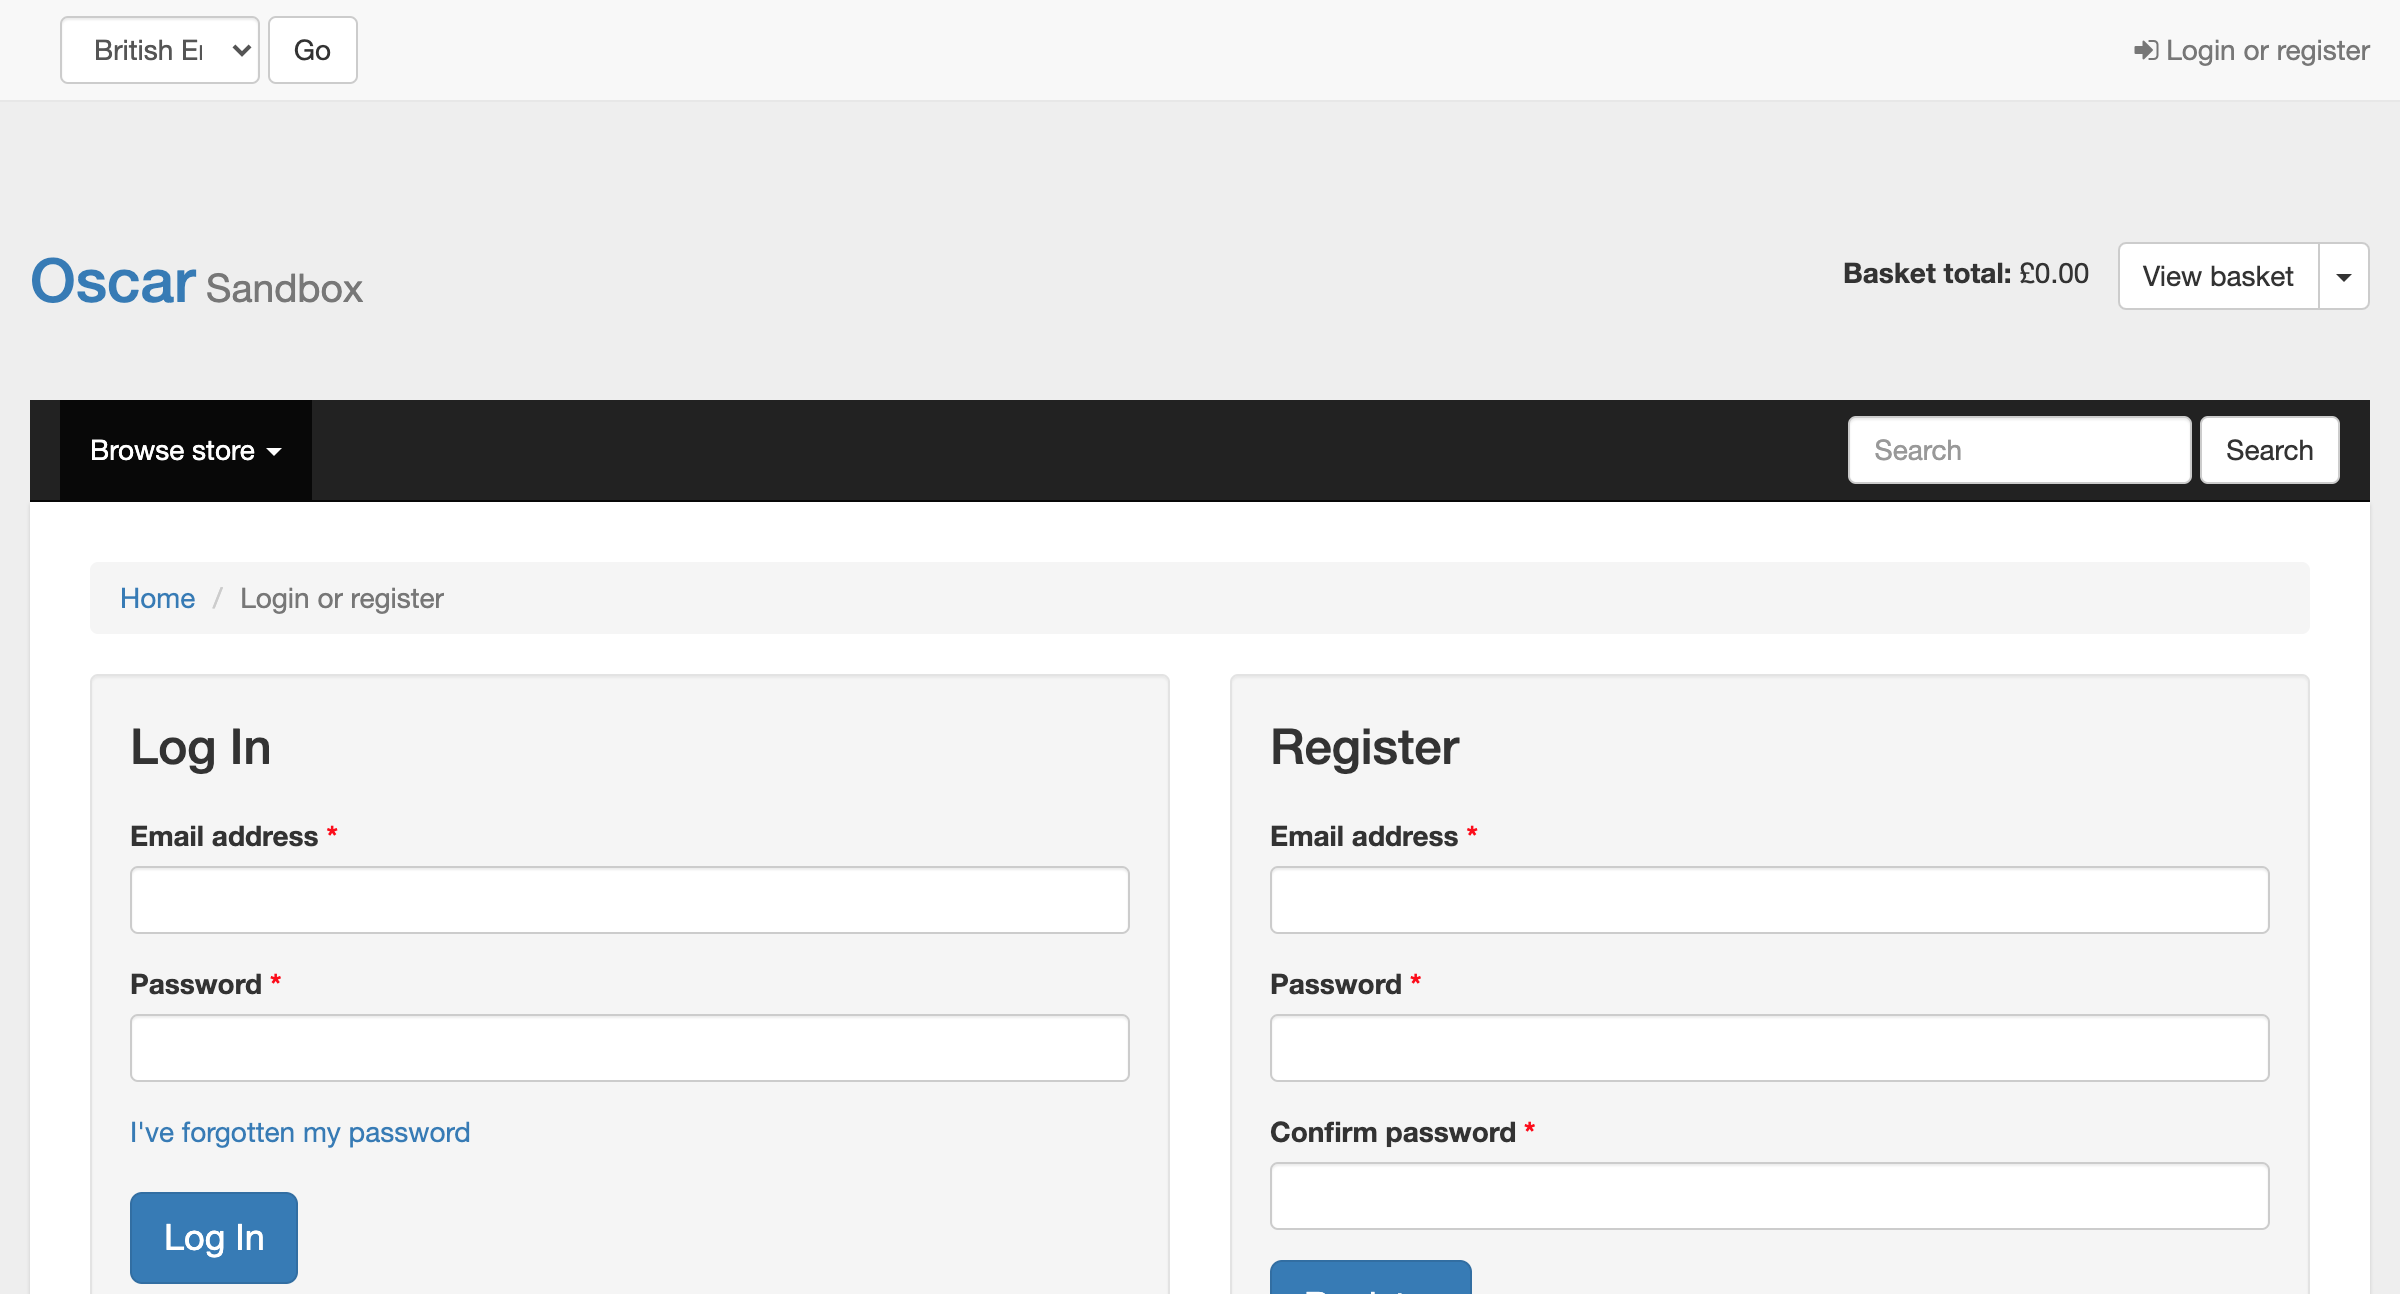 British En Go Login or register
Oscar Sandbox Basket total: £0.00 View basket
Browse store Search Search
Home / Login or register
Log In
Email address *
Password *
I've forgotten my password
Log In
Register
Email address *
Password *
Confirm password *